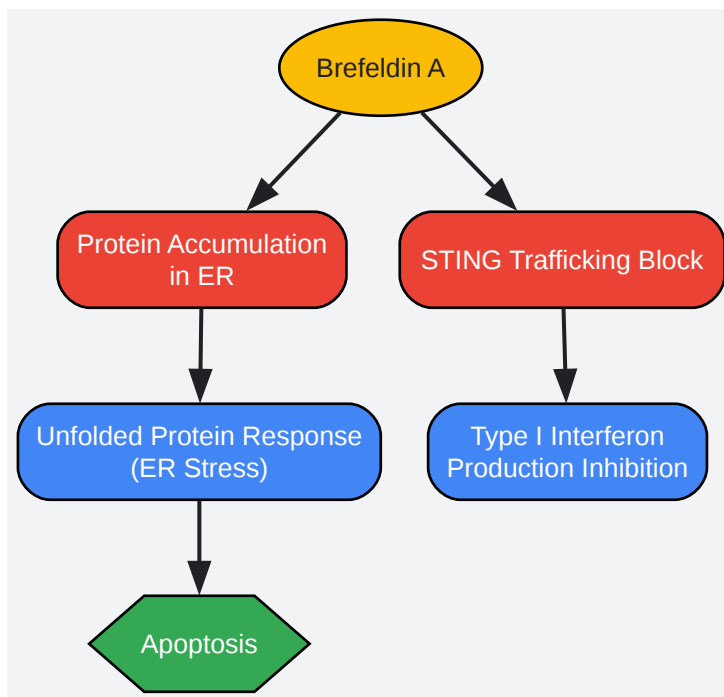 Brefeldin A
Protein Accumulation
in ER
STING Trafficking Block
Unfolded Protein Response
(ER Stress)
Type I Interferon
Production Inhibition
Apoptosis